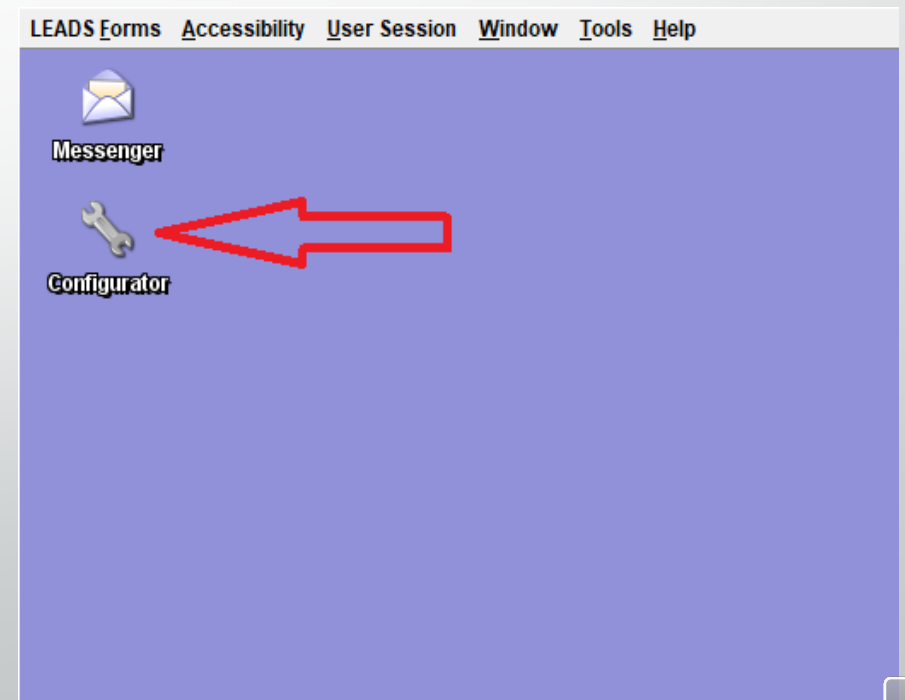 LEADS Forms Accessibility User Session Window Tools Help
Messenger
Configurator